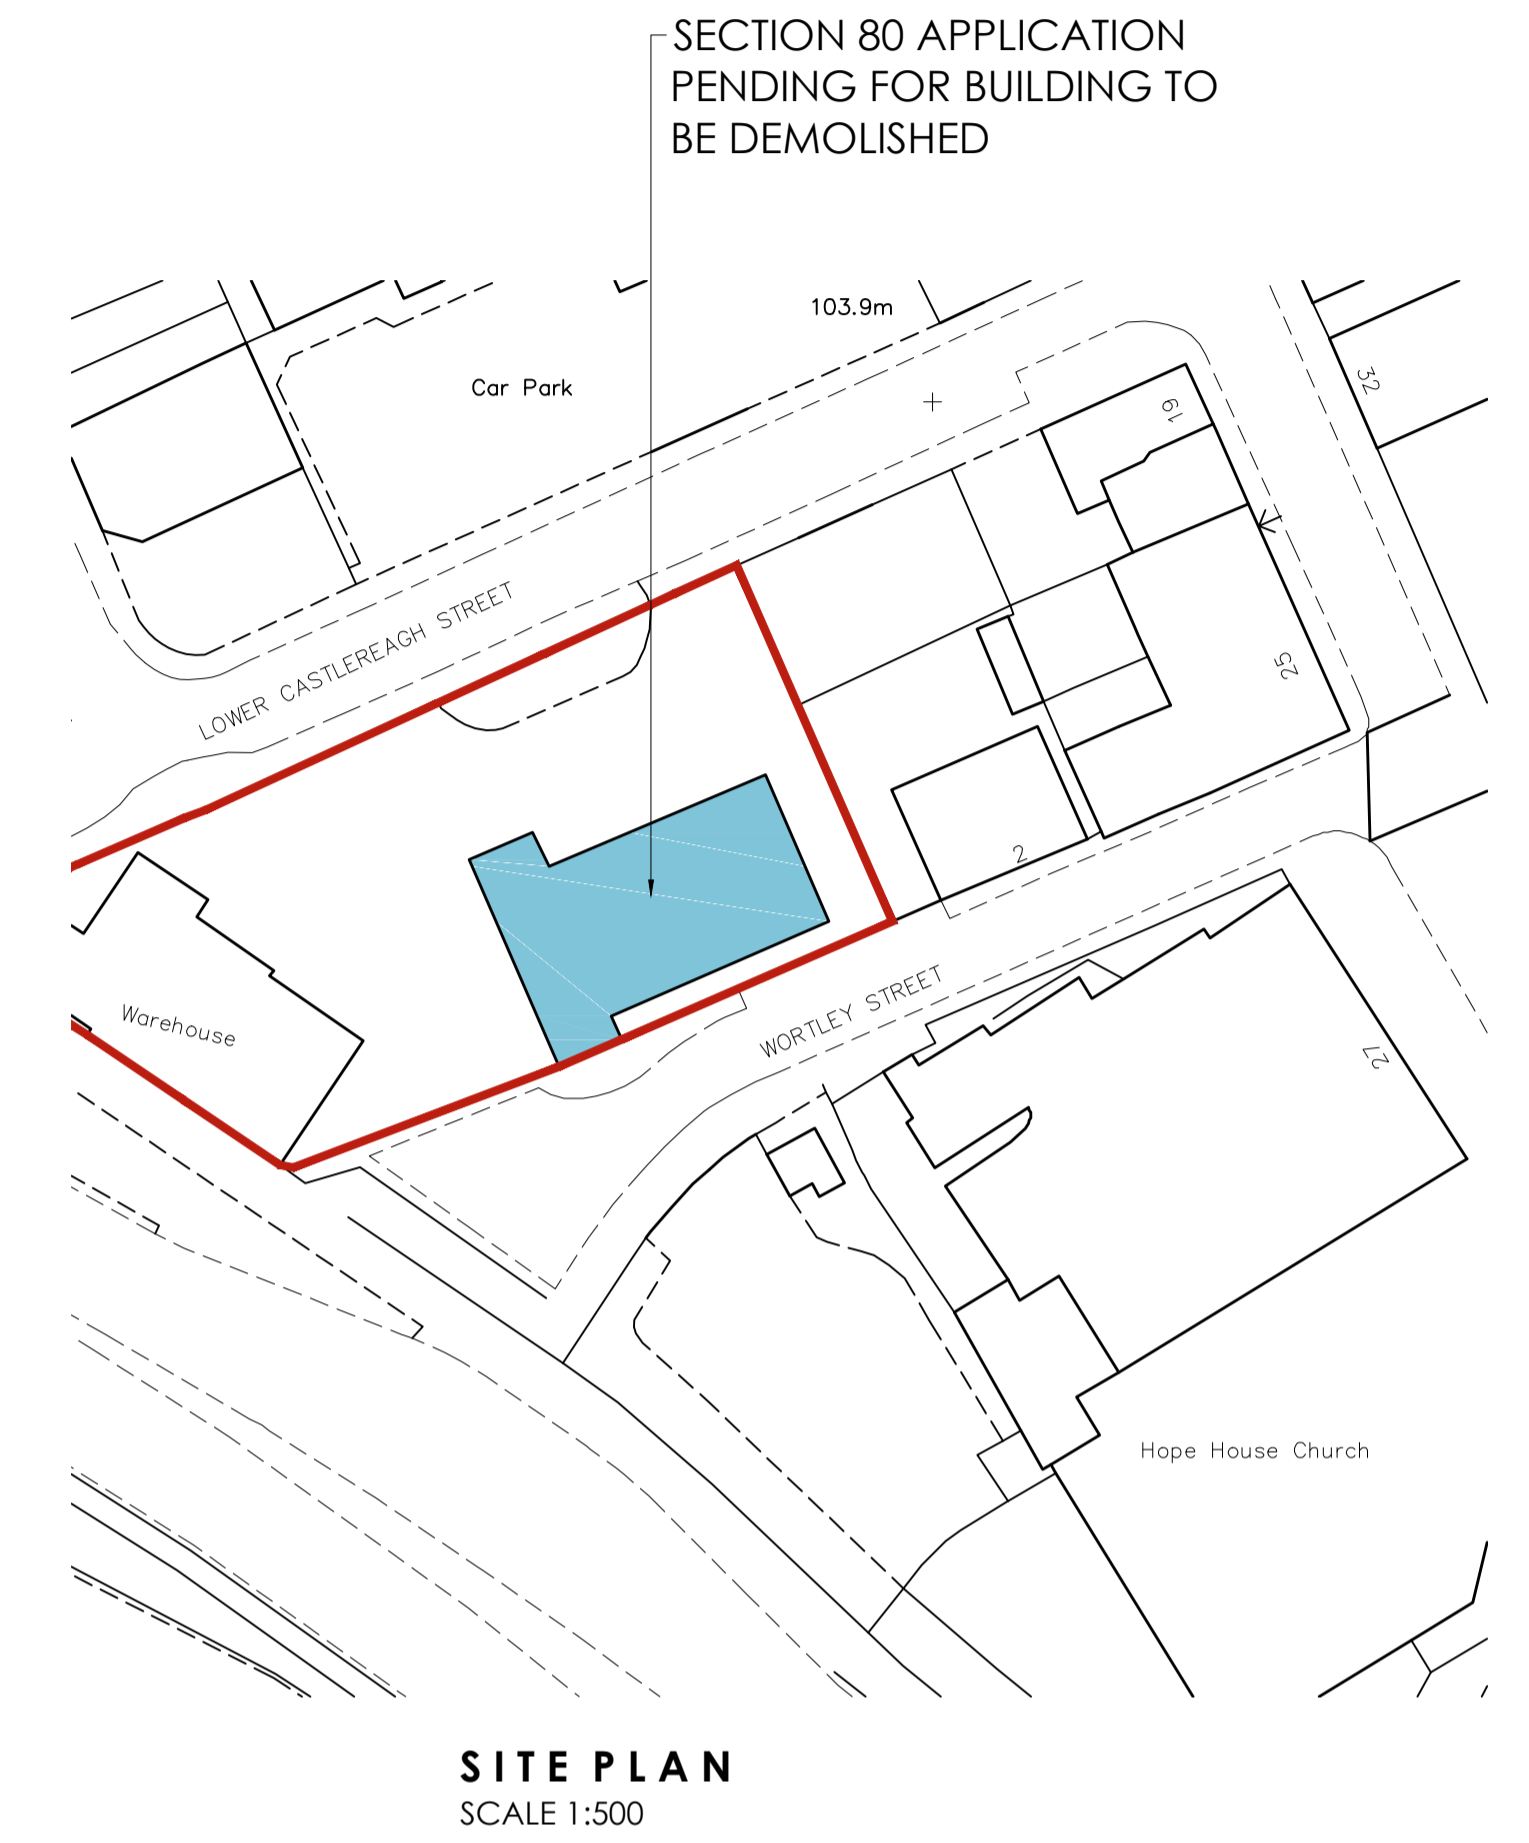 SECTION 80 APPLICATION
PENDING FOR BUILDING TO
BE DEMOLISHED
103.9m
Car Park
32
19
LOWER CASTLEREAGH STREET
25
2
WORTLEY STREET
Warehouse
27
Hope House Church
SITE PLAN
SCALE 1:500